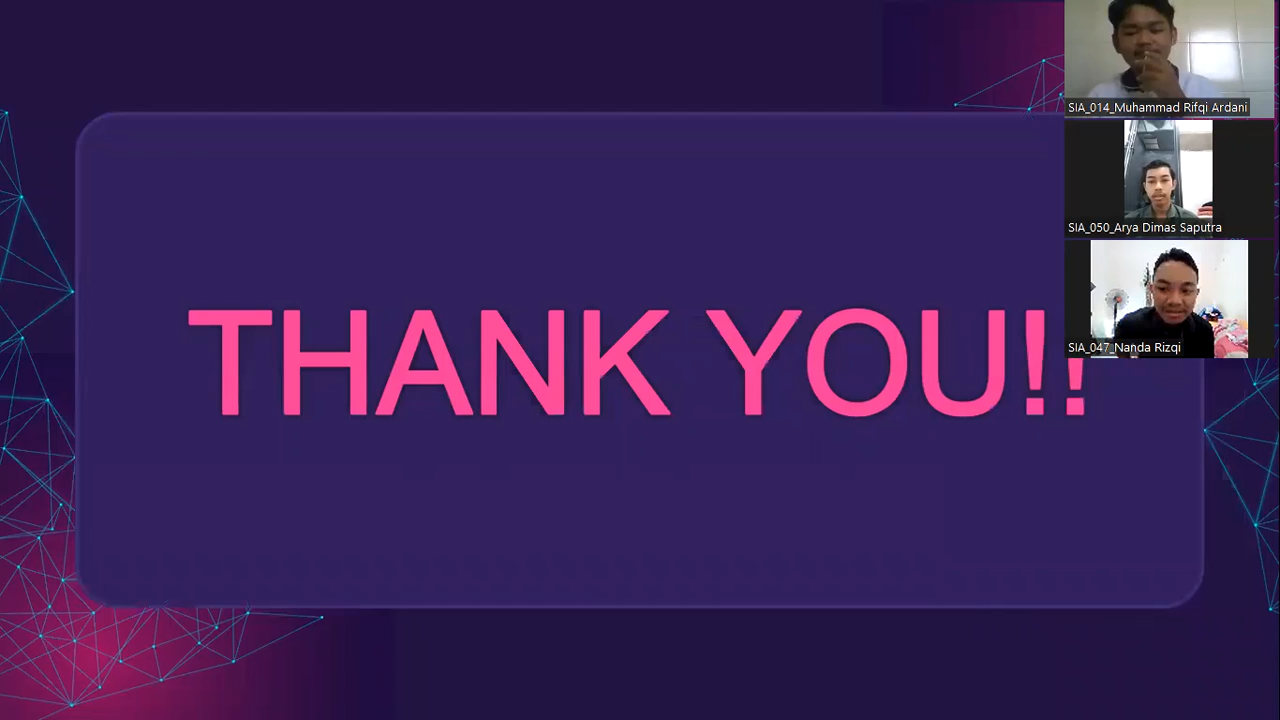 SIA_014_Muhammad Rifqi Ardani
SIA_050_Arya Dimas Saputra
SIA_047_Nanda Rizqi
THANK YOU!!